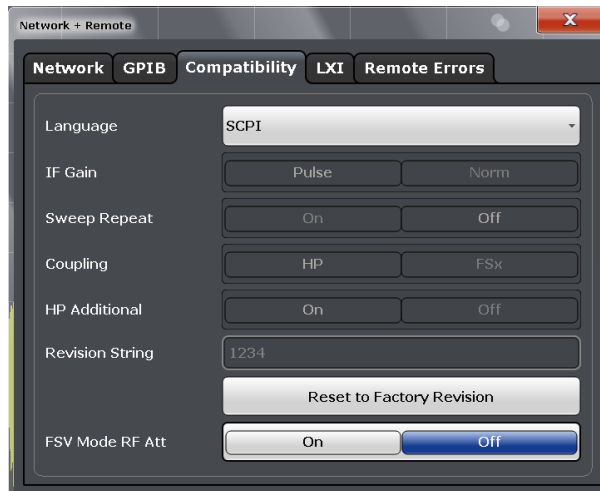 Network + Remote
X
Network GPIB Compatibility LXI Remote Errors
Language SCPI
IF Gain Pulse Norm
Sweep Repeat On Off
Coupling HP FSx
HP Additional On Off
Revision String 1234
Reset to Factory Revision
FSV Mode RF Att On Off